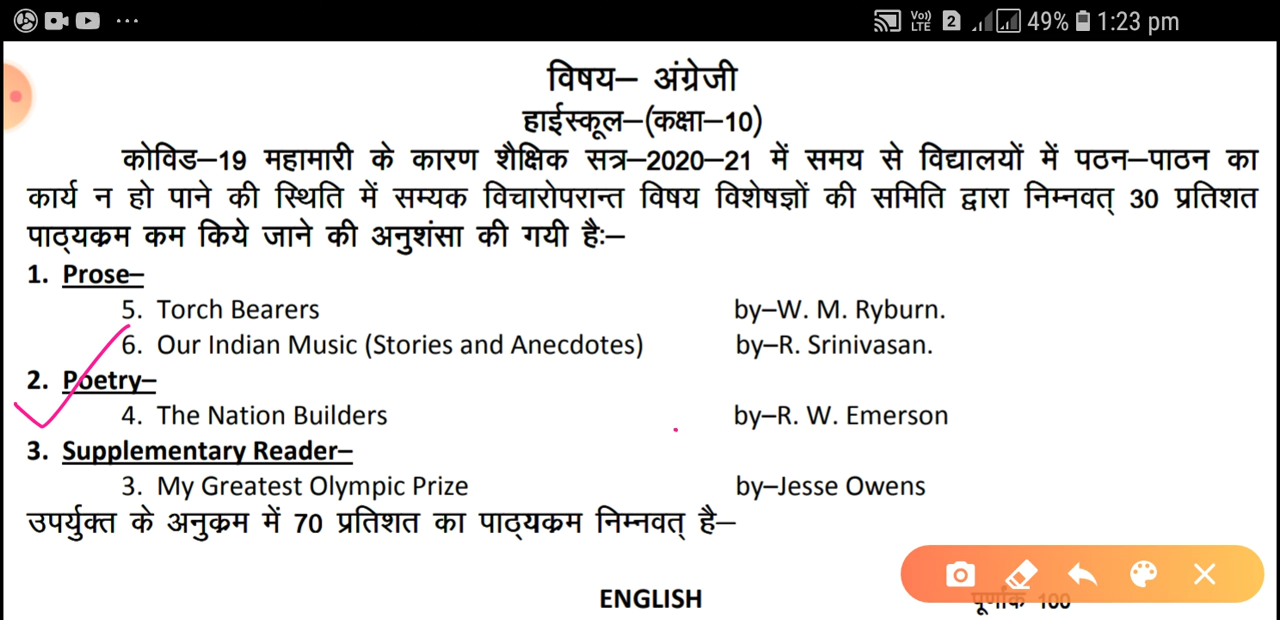 Vo)) LTE 2 49% 1:23 pm
विषय– अंग्रेजी
हाईस्कूल–(कक्षा–10)
कोविड–19 महामारी के कारण शैक्षिक सत्र–2020–21 में समय से विद्यालयों में पठन–पाठन का
कार्य न हो पाने की स्थिति में सम्यक विचारोपरान्त विषय विशेषज्ञों की समिति द्वारा निम्नवत् 30 प्रतिशत
पाठ्यक्रम कम किये जाने की अनुशंसा की गयी हैः–
1. Prose–
5. Torch Bearers by–W. M. Ryburn.
6. Our Indian Music (Stories and Anecdotes) by–R. Srinivasan.
2. Poetry–
4. The Nation Builders by–R. W. Emerson
3. Supplementary Reader–
3. My Greatest Olympic Prize by–Jesse Owens
उपर्युक्त के अनुक्रम में 70 प्रतिशत का पाठ्यक्रम निम्नवत् है–
ENGLISH पूर्णांक 100